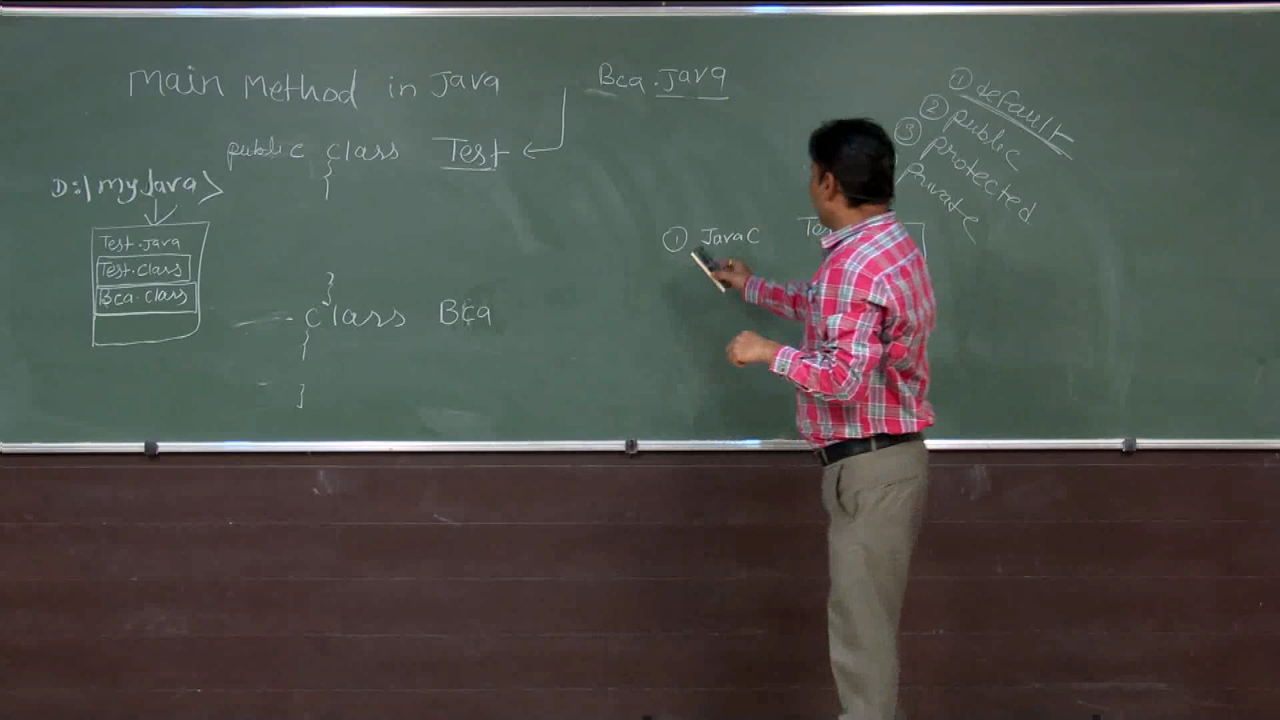 Main Method in Java
Bca.java
public class Test
{
D:\myJava>
Test.java
Test.class
Bca.class
}
class Bca
{
}
① JavaC
① default
② public
③ protected
private